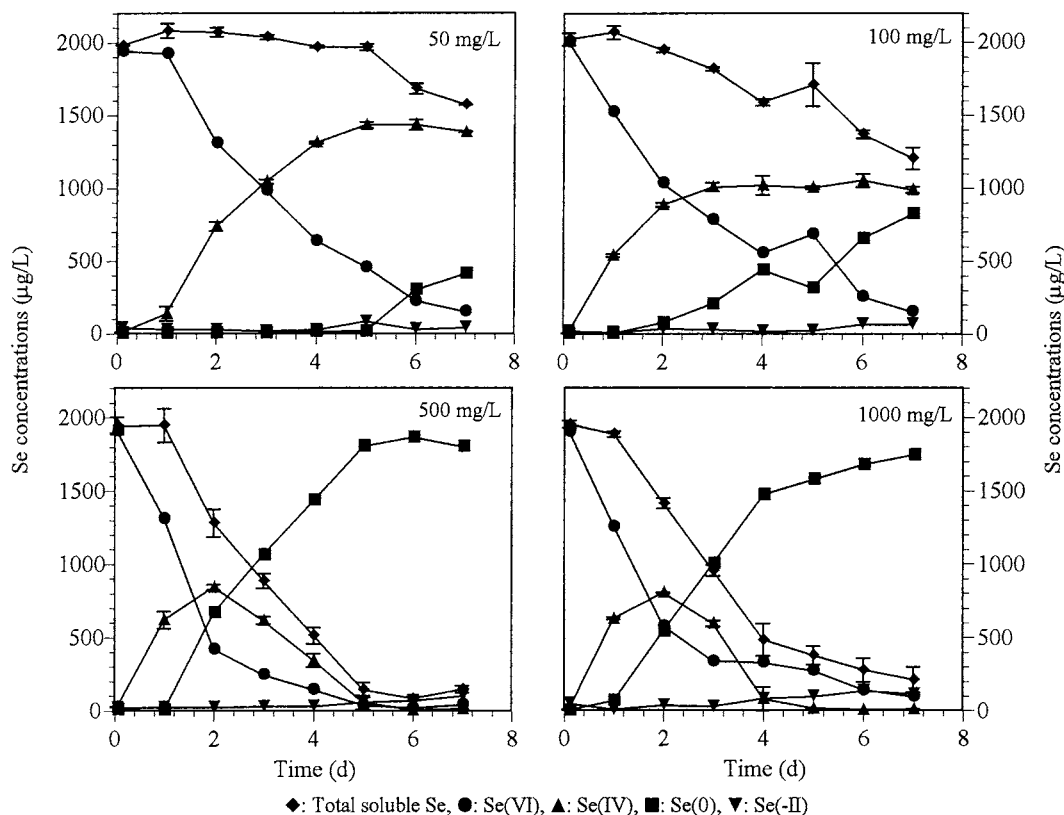 50 mg/L
100 mg/L
2000
1500
1000
500
0
2000
1500
1000
500
0
0 2 4 6 8
0 2 4 6 8
Se concentrations (µg/L)
Se concentrations (µg/L)
500 mg/L
1000 mg/L
2000
1500
1000
500
0
2000
1500
1000
500
0
0 2 4 6 8
0 2 4 6 8
Time (d)
Time (d)
◆: Total soluble Se, ●: Se(VI), ▲: Se(IV), ■: Se(0), ▼: Se(-II)